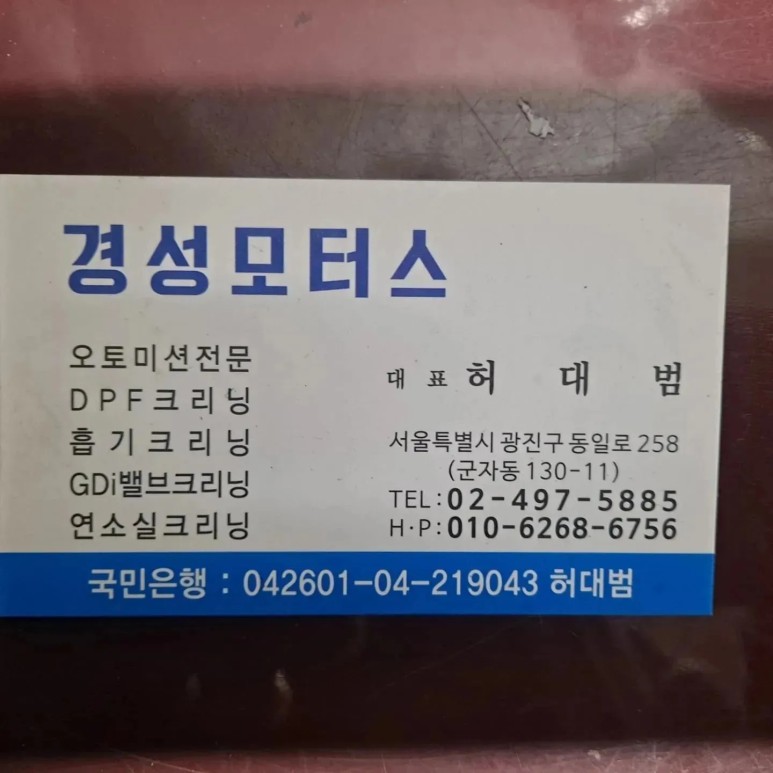 경성모터스
오토미션전문
DPF크리닝
흡기크리닝
GDi밸브크리닝
연소실크리닝
대표 허대범
서울특별시 광진구 동일로 258
(군자동 130-11)
TEL : 02-497-5885
H·P : 010-6268-6756
국민은행 : 042601-04-219043 허대범